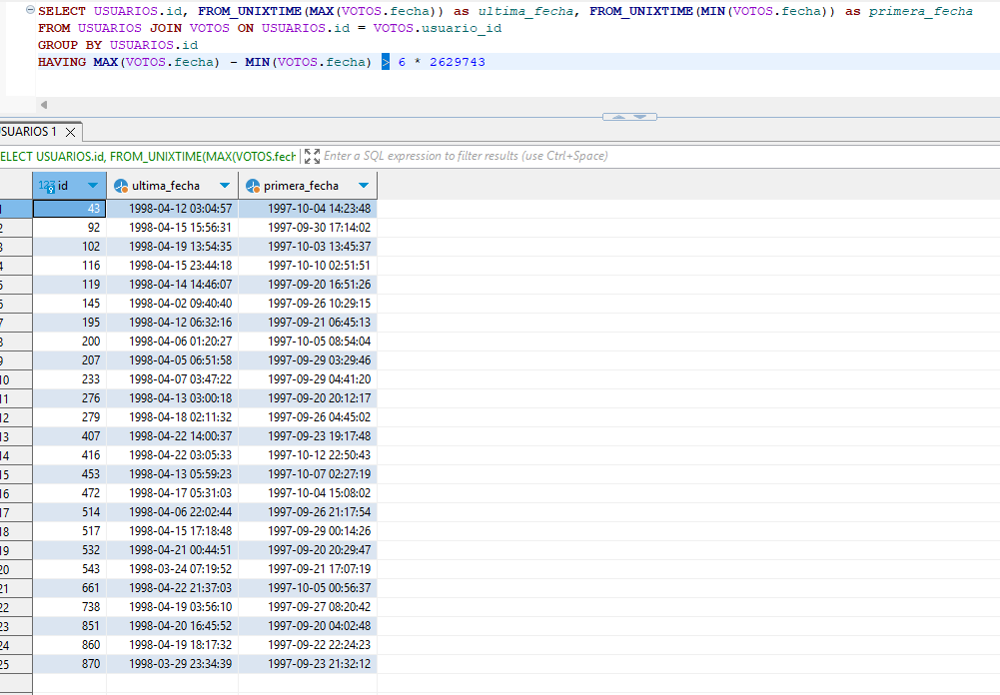 SELECT USUARIOS.id, FROM_UNIXTIME(MAX(VOTOS.fecha)) as ultima_fecha, FROM_UNIXTIME(MIN(VOTOS.fecha)) as primera_fecha
FROM USUARIOS JOIN VOTOS ON USUARIOS.id = VOTOS.usuario_id
GROUP BY USUARIOS.id
HAVING MAX(VOTOS.fecha) - MIN(VOTOS.fecha) > 6 * 2629743
SUARIOS 1
ELECT USUARIOS.id, FROM_UNIXTIME(MAX(VOTOS.fech Enter a SQL expression to filter results (use Ctrl+Space)
123 id ultima_fecha primera_fecha
1 43 1998-04-12 03:04:57 1997-10-04 14:23:48
2 92 1998-04-15 15:56:31 1997-09-30 17:14:02
3 102 1998-04-19 13:54:35 1997-10-03 13:45:37
4 116 1998-04-15 23:44:18 1997-10-10 02:51:51
5 119 1998-04-14 14:46:07 1997-09-20 16:51:26
6 145 1998-04-02 09:40:40 1997-09-26 10:29:15
7 195 1998-04-12 06:32:16 1997-09-21 06:45:13
8 200 1998-04-06 01:20:27 1997-10-05 08:54:04
9 207 1998-04-05 06:51:58 1997-09-29 03:29:46
10 233 1998-04-07 03:47:22 1997-09-29 04:41:20
11 276 1998-04-13 03:00:18 1997-09-20 20:12:17
12 279 1998-04-18 02:11:32 1997-09-26 04:45:02
13 407 1998-04-22 14:00:37 1997-09-23 19:17:48
14 416 1998-04-22 03:05:33 1997-10-12 22:50:43
15 453 1998-04-13 05:59:23 1997-10-07 02:27:19
16 472 1998-04-17 05:31:03 1997-10-04 15:08:02
17 514 1998-04-06 22:02:44 1997-09-26 21:17:54
18 517 1998-04-15 17:18:48 1997-09-29 00:14:26
19 532 1998-04-21 00:44:51 1997-09-20 20:29:47
20 543 1998-03-24 07:19:52 1997-09-21 17:07:19
21 661 1998-04-22 21:37:03 1997-10-05 00:56:37
22 738 1998-04-19 03:56:10 1997-09-27 08:20:42
23 851 1998-04-20 16:45:52 1997-09-20 04:02:48
24 860 1998-04-19 18:17:32 1997-09-22 22:24:23
25 870 1998-03-29 23:34:39 1997-09-23 21:32:12